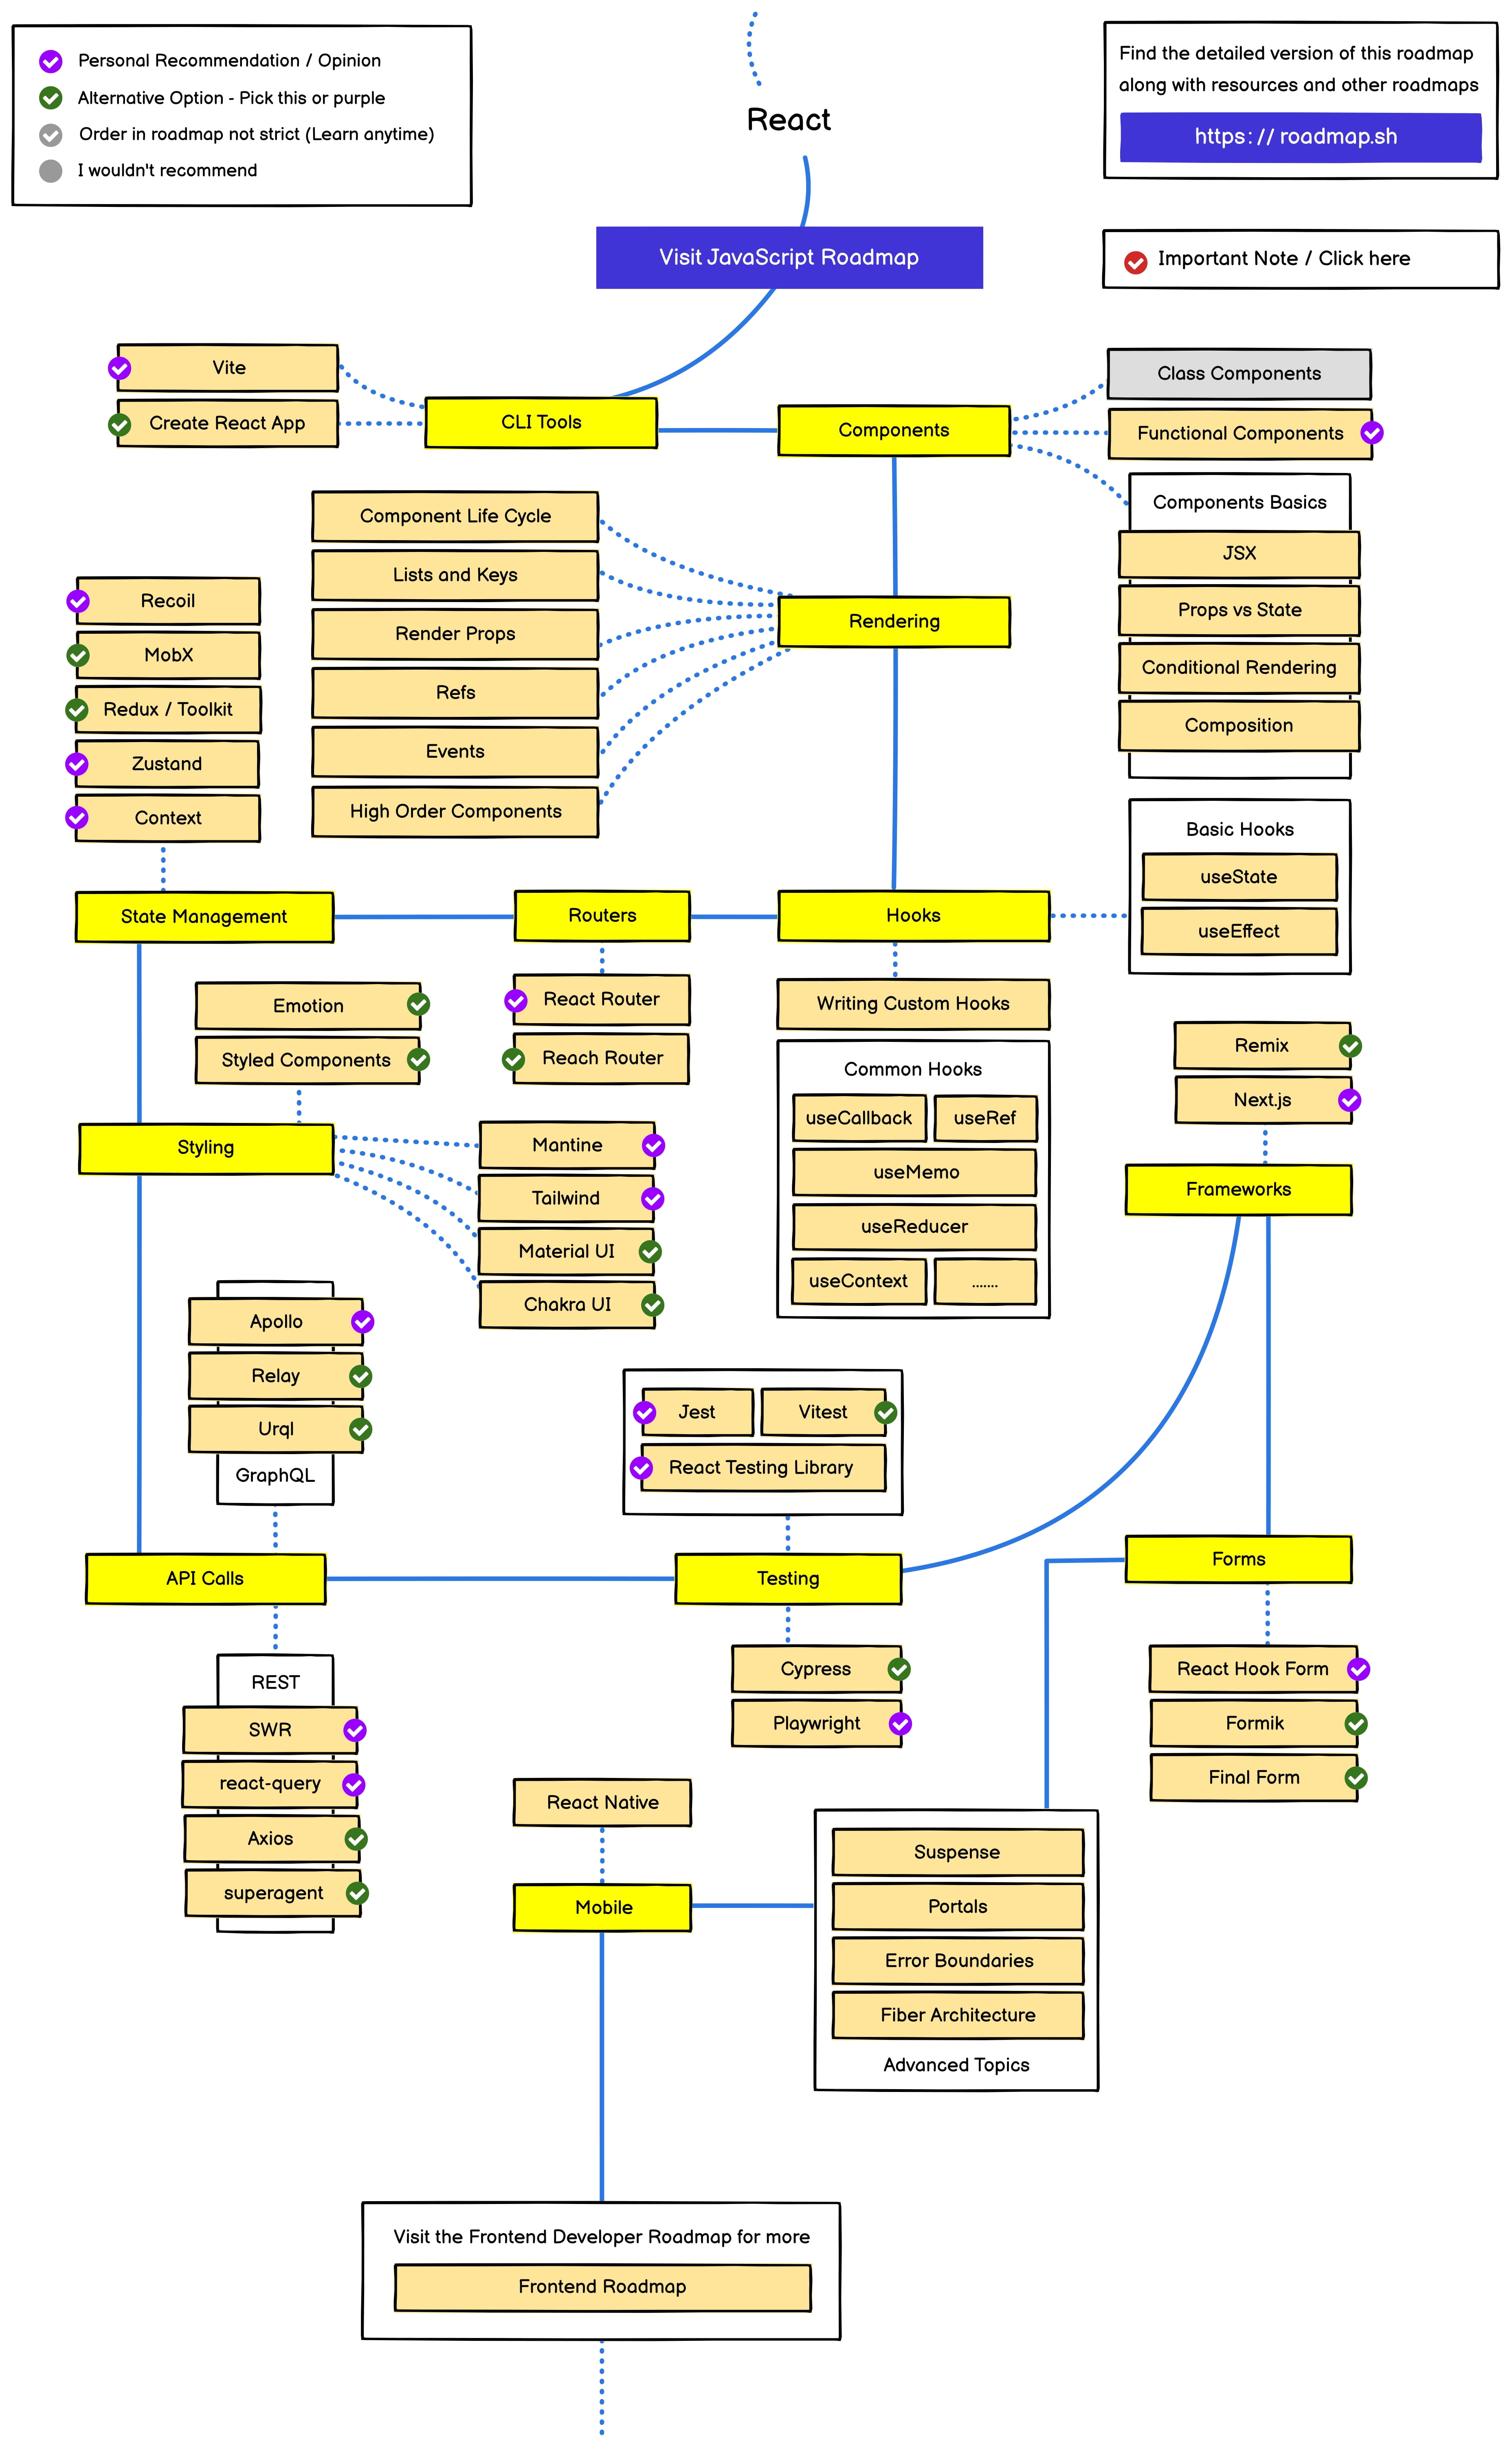 Personal Recommendation / Opinion
Alternative Option - Pick this or purple
Order in roadmap not strict (Learn anytime)
I wouldn't recommend
React
Find the detailed version of this roadmap
along with resources and other roadmaps
https://roadmap.sh
Visit JavaScript Roadmap
Important Note / Click here
Vite
Create React App
CLI Tools
Components
Class Components
Functional Components
Components Basics
JSX
Props vs State
Conditional Rendering
Composition
Component Life Cycle
Lists and Keys
Render Props
Refs
Events
High Order Components
Rendering
Recoil
MobX
Redux / Toolkit
Zustand
Context
State Management
Routers
Hooks
Basic Hooks
useState
useEffect
React Router
Reach Router
Writing Custom Hooks
Common Hooks
useCallback
useRef
useMemo
useReducer
useContext
.......
Emotion
Styled Components
Styling
Mantine
Tailwind
Material UI
Chakra UI
Remix
Next.js
Frameworks
Apollo
Relay
Urql
GraphQL
Jest
Vitest
React Testing Library
API Calls
Testing
Forms
REST
SWR
react-query
Axios
superagent
Cypress
Playwright
React Hook Form
Formik
Final Form
React Native
Mobile
Suspense
Portals
Error Boundaries
Fiber Architecture
Advanced Topics
Visit the Frontend Developer Roadmap for more
Frontend Roadmap